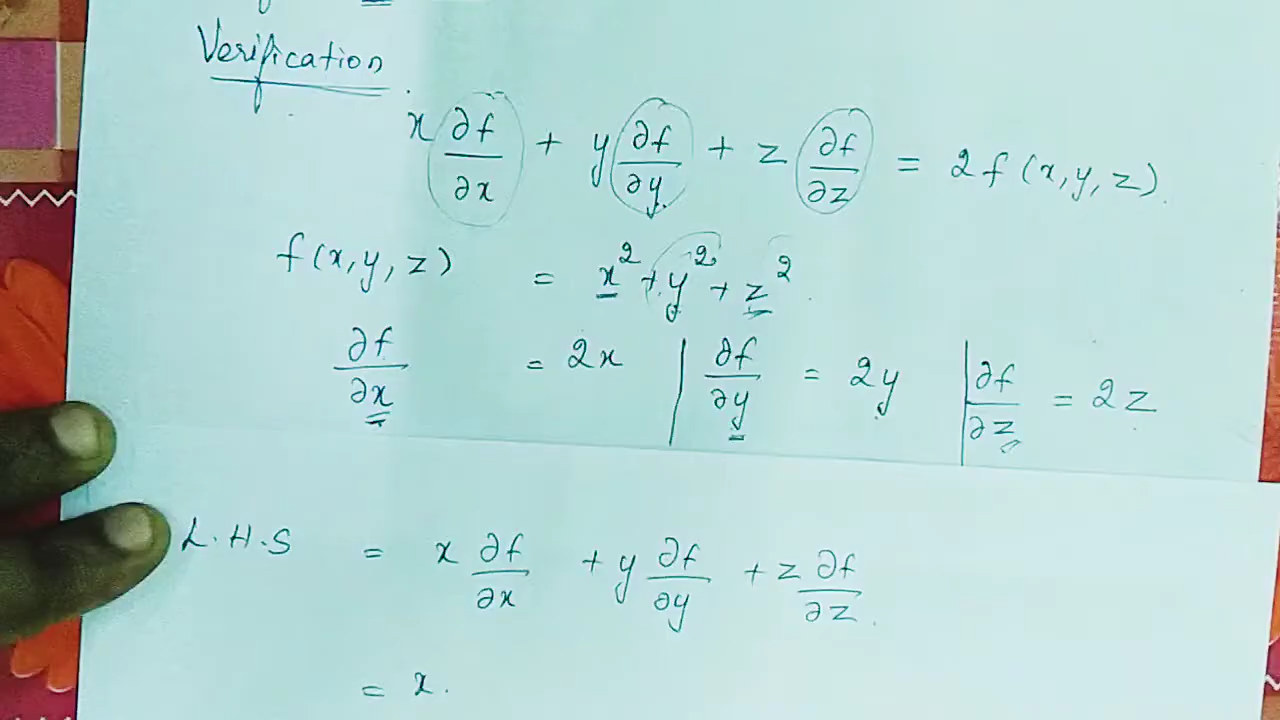 Verification
x ∂f/∂x + y ∂f/∂y + z ∂f/∂z = 2f(x,y,z).
f(x,y,z) = x² + y² + z².
∂f/∂x = 2x | ∂f/∂y = 2y | ∂f/∂z = 2z
L.H.S = x ∂f/∂x + y ∂f/∂y + z ∂f/∂z.
= x.